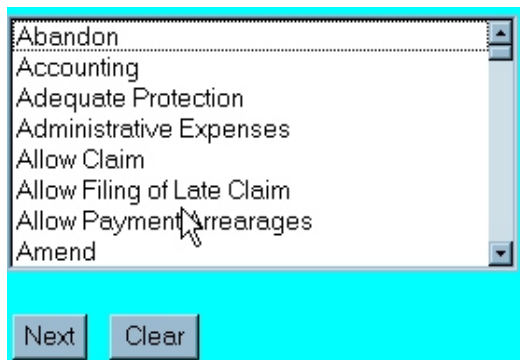 Abandon
Accounting
Adequate Protection
Administrative Expenses
Allow Claim
Allow Filing of Late Claim
Allow Payment Arrearages
Amend
Next Clear